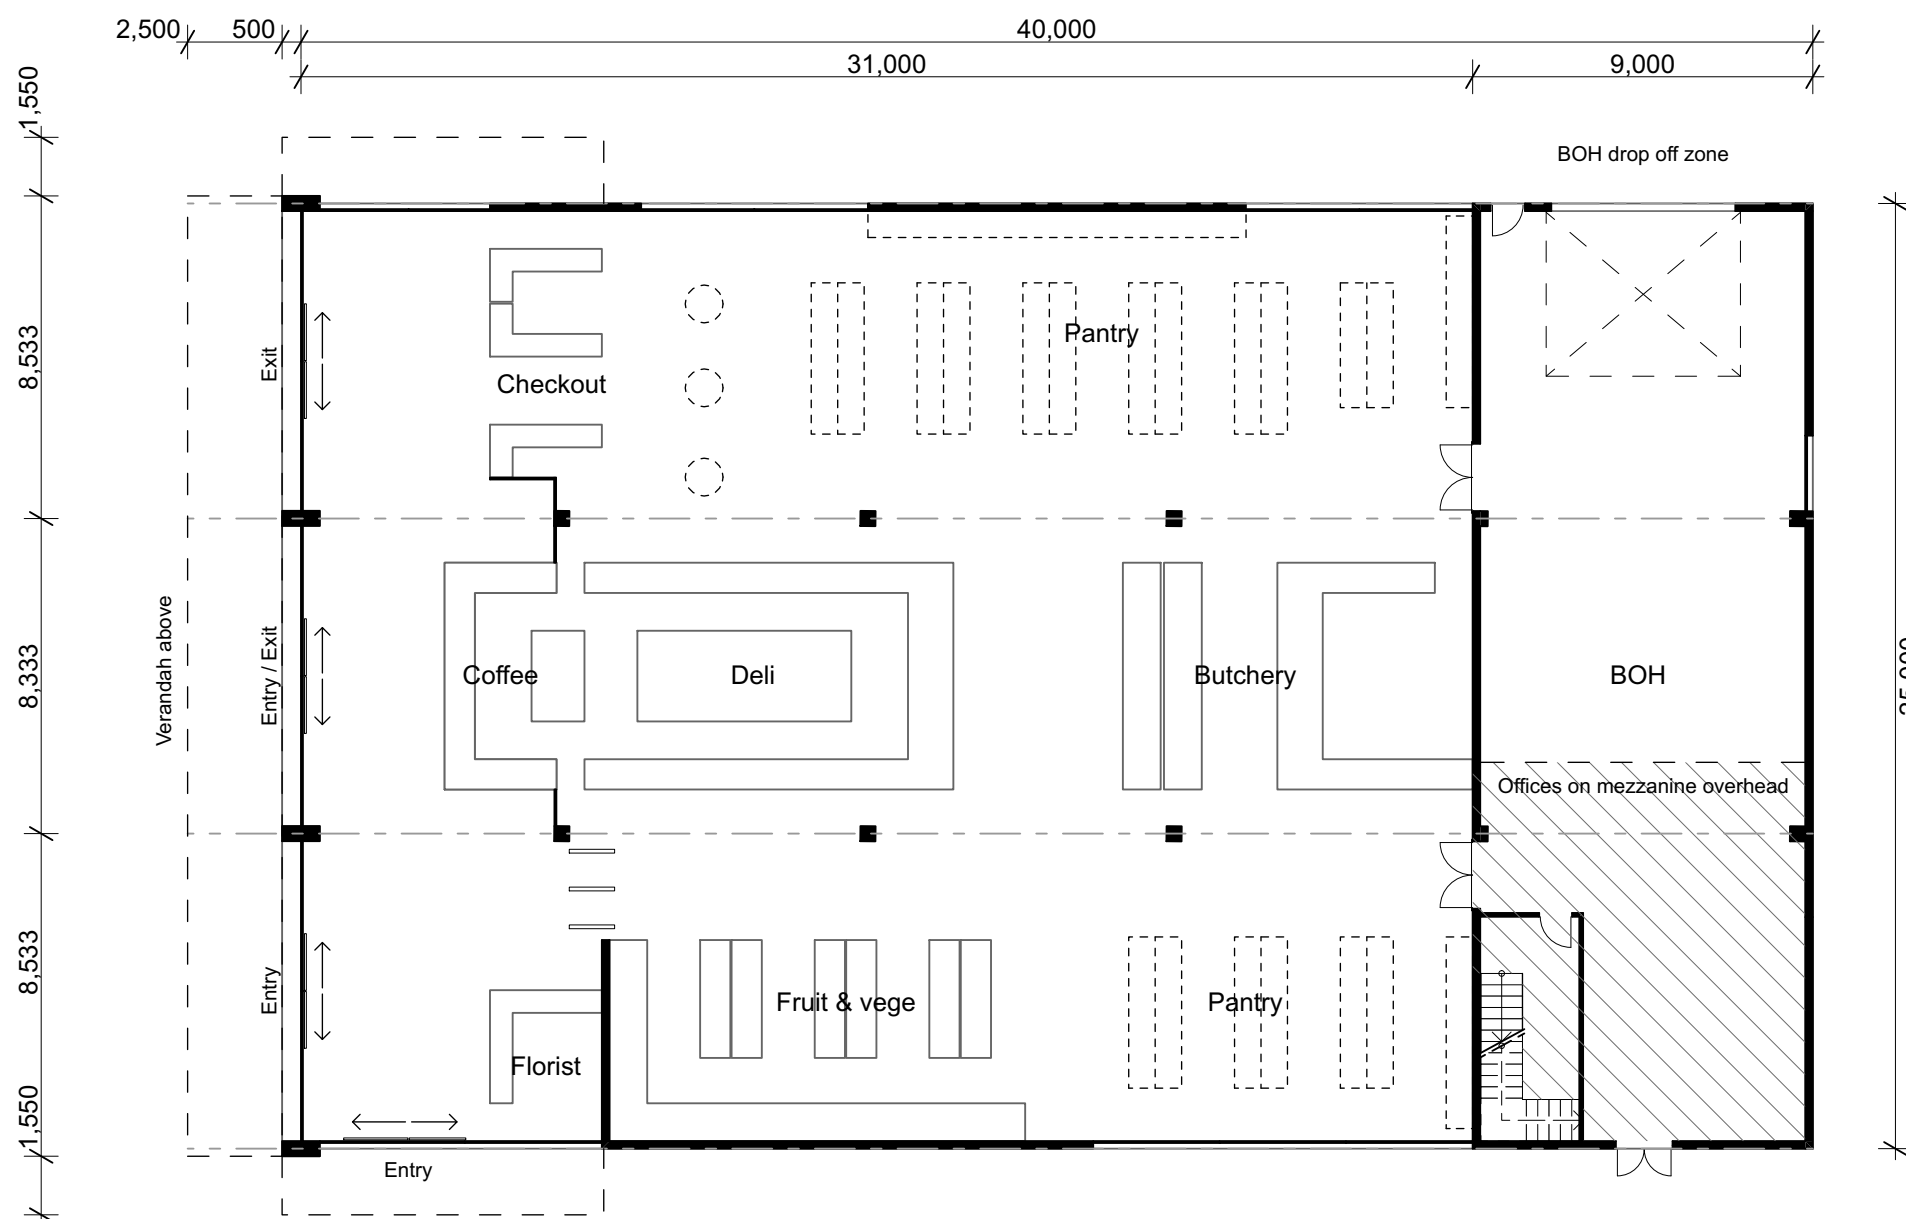 2,500 500 40,000
31,000 9,000
1,550
BOH drop off zone
8,533
Exit
Pantry
Checkout
8,333
Verandah above
Entry / Exit
Coffee
Deli
Butchery
BOH
Offices on mezzanine overhead
8,533
Entry
Fruit & vege
Pantry
Florist
1,550
Entry